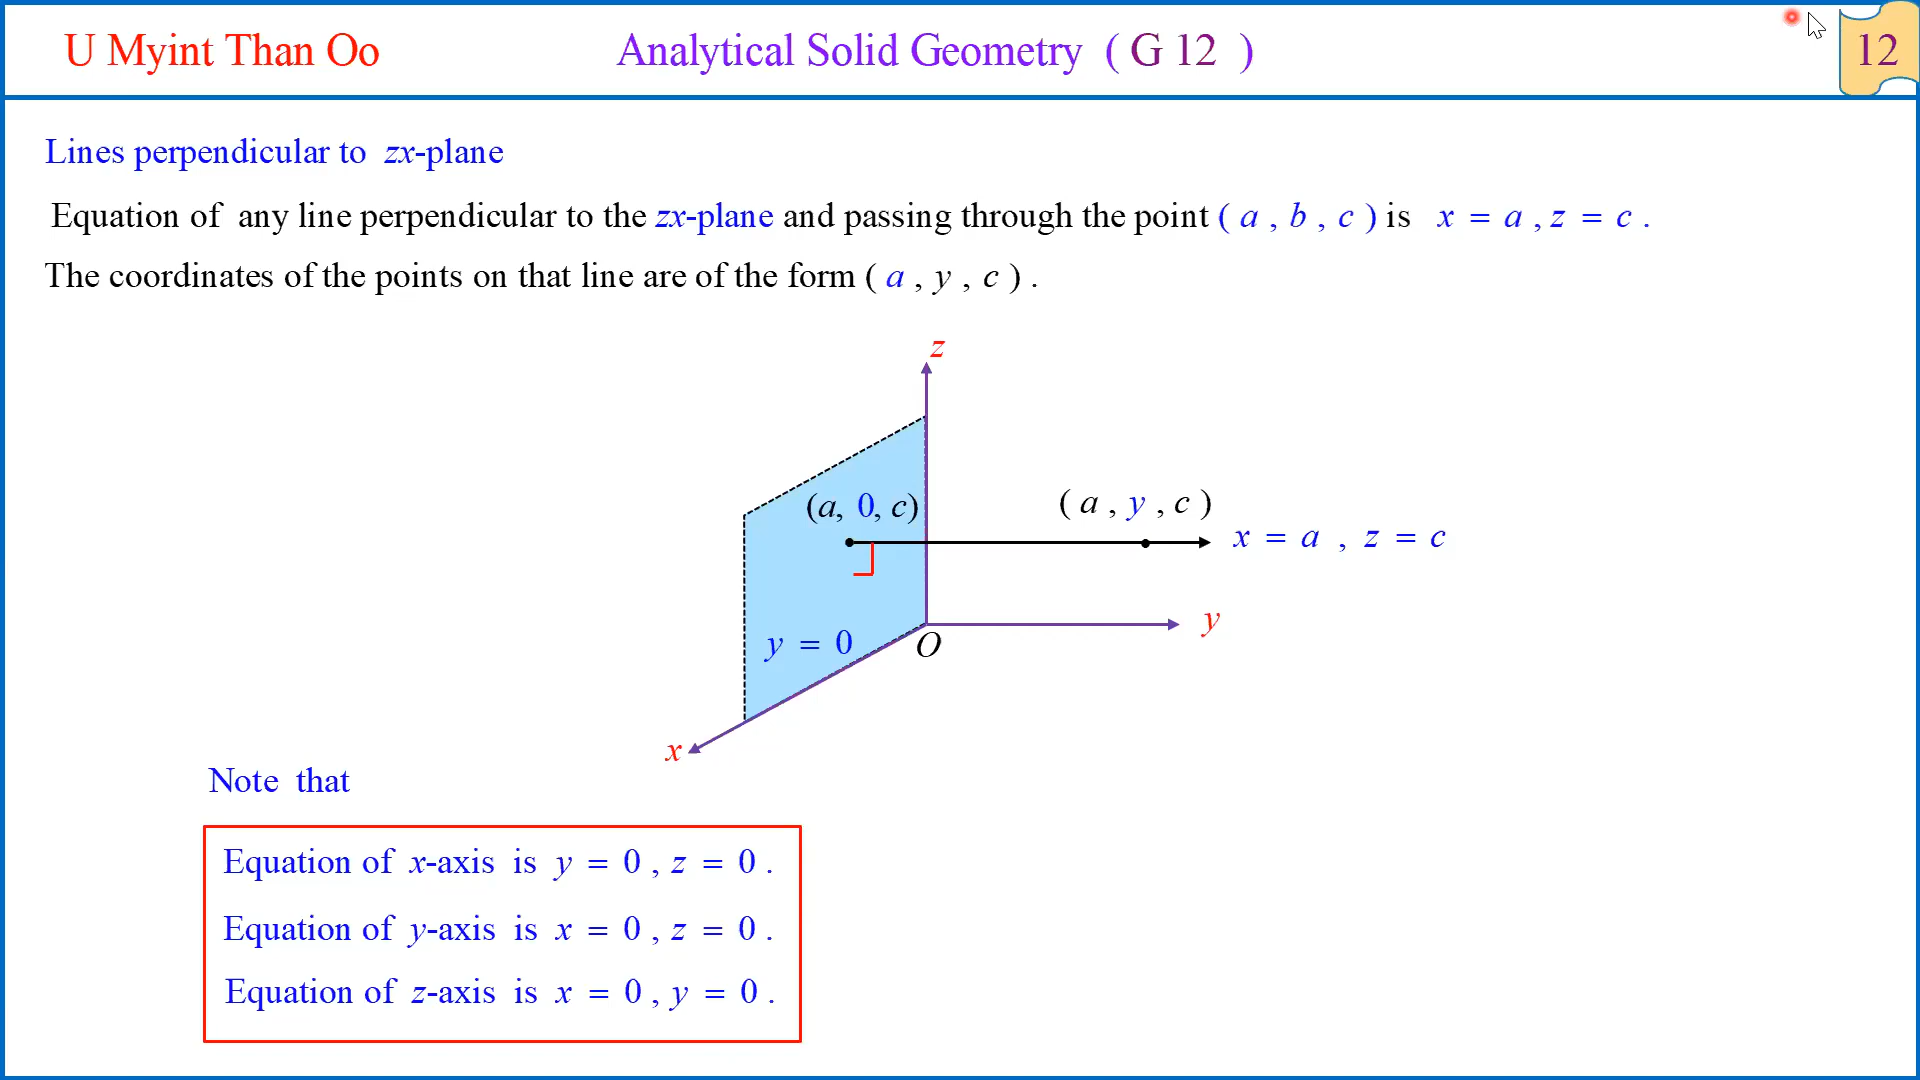 U Myint Than Oo
Analytical Solid Geometry ( G 12 )
12
Lines perpendicular to zx-plane
Equation of any line perpendicular to the zx-plane and passing through the point ( a , b , c ) is x = a , z = c .
The coordinates of the points on that line are of the form ( a , y , c ) .
z
(a, 0, c)
( a , y , c )
x = a , z = c
y
y = 0
O
x
Note that
Equation of x-axis is y = 0 , z = 0 .
Equation of y-axis is x = 0 , z = 0 .
Equation of z-axis is x = 0 , y = 0 .